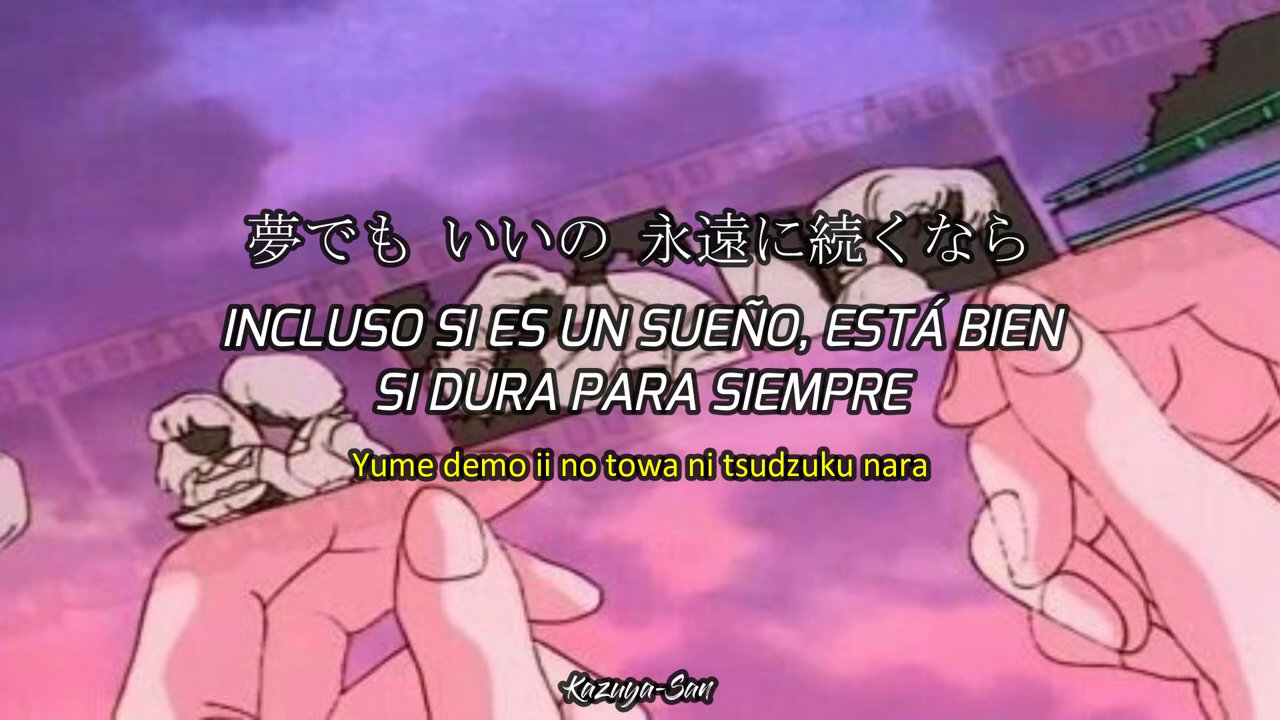 夢でも いいの 永遠に続くなら
INCLUSO SI ES UN SUEÑO, ESTÁ BIEN
SI DURA PARA SIEMPRE
Yume demo ii no towa ni tsudzuku nara
Kazuya-San